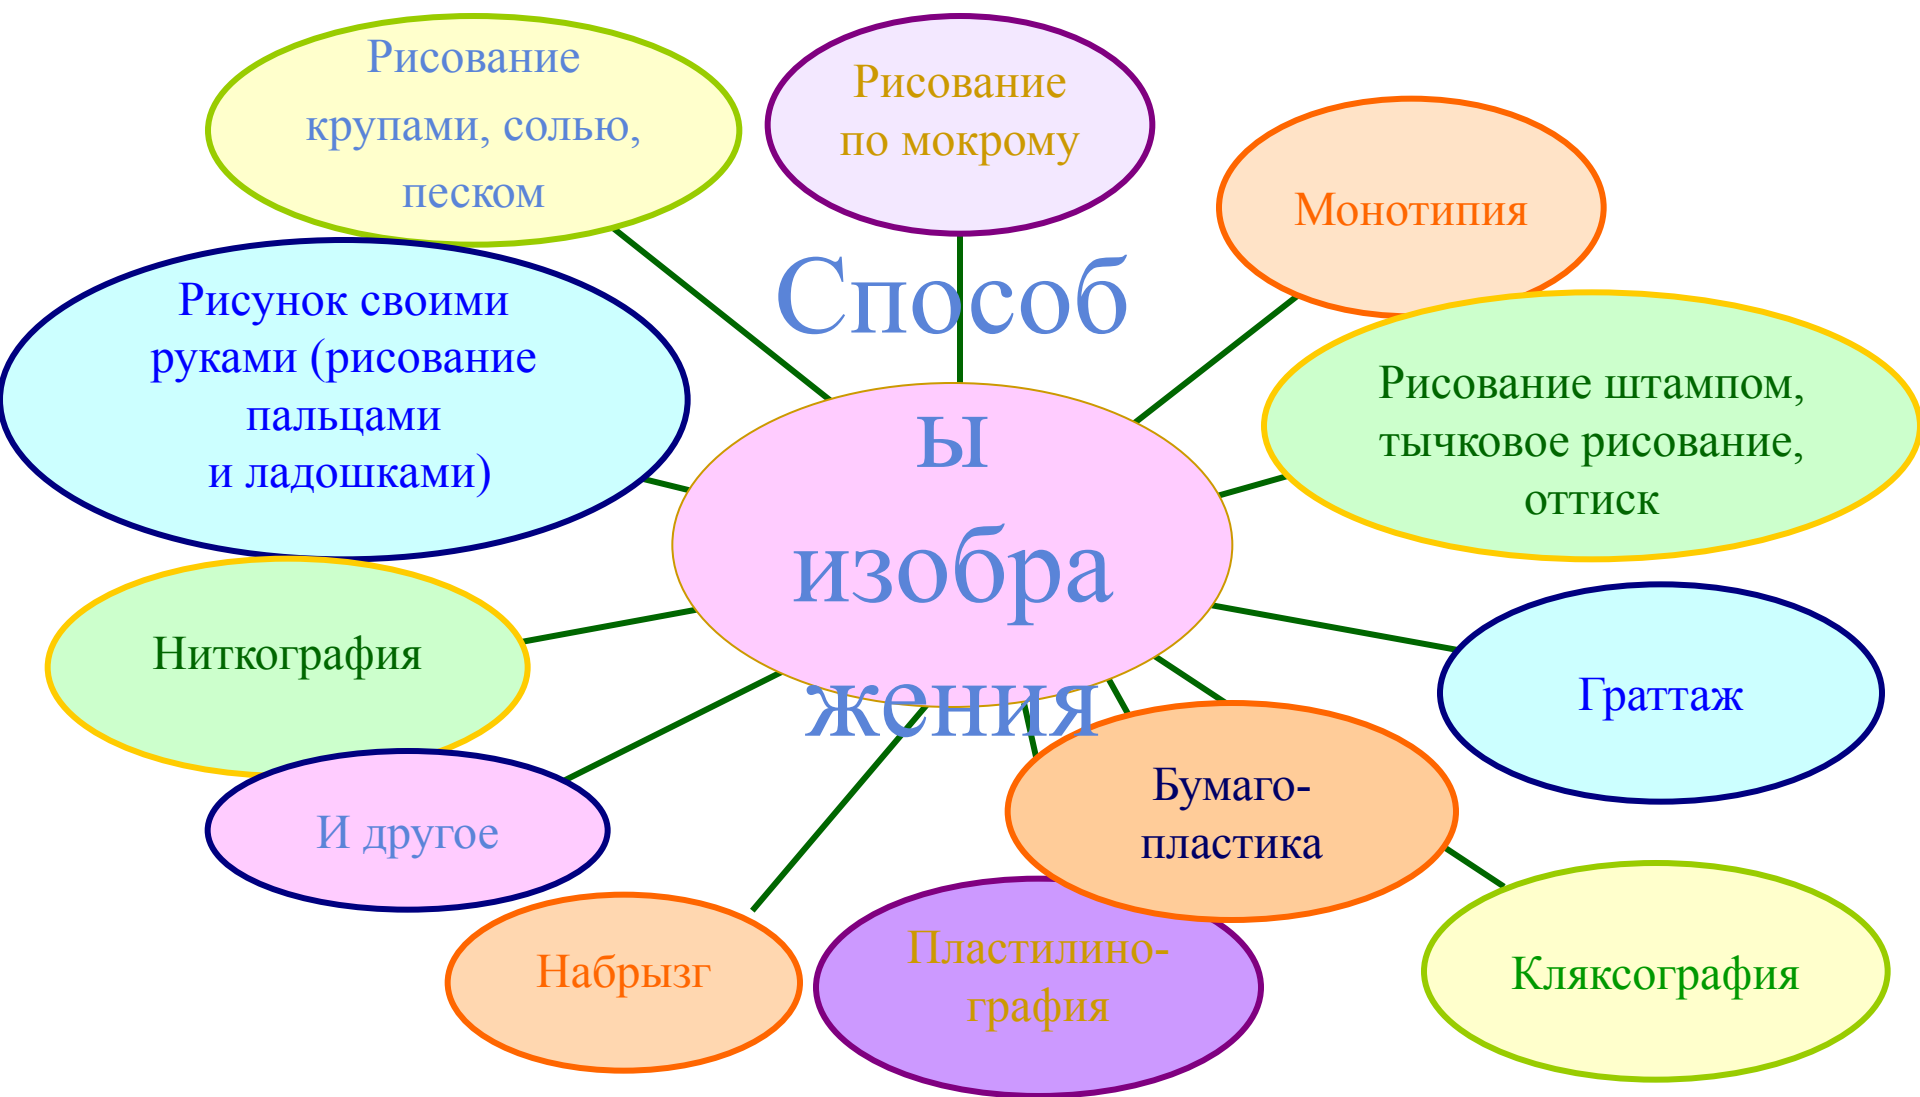 Рисование
крупами, солью,
песком
Рисование
по мокрому
Монотипия
Рисунок своими
руками (рисование
пальцами
и ладошками)
Способ
ы
изобра
жения
Рисование штампом,
тычковое рисование,
оттиск
Ниткография
Граттаж
И другое
Бумаго-
пластика
Набрызг
Пластилино-
графия
Кляксография